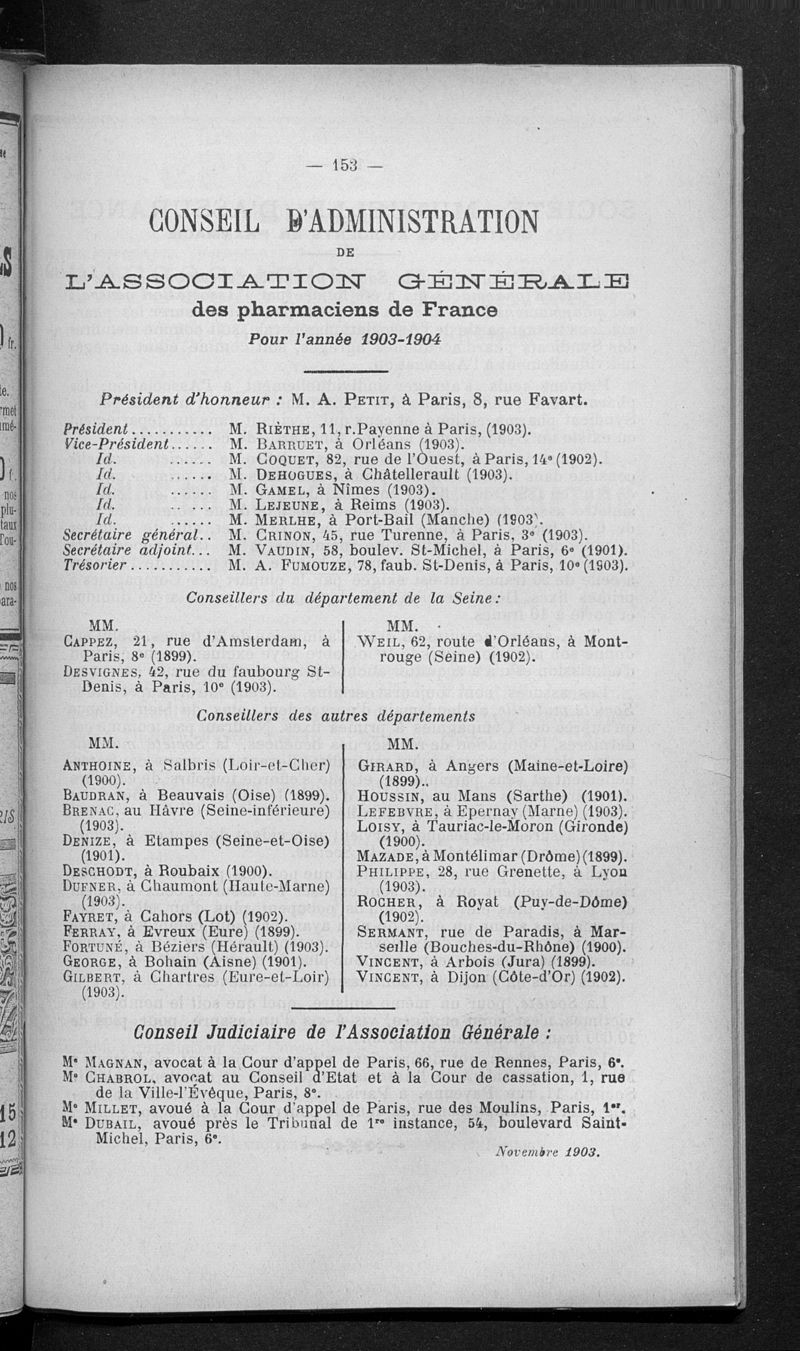 — 153 —
CONSEIL D'ADMINISTRATION
DE
L'ASSOCIATION GÉNÉRALE
des pharmaciens de France
Pour l'année 1903-1904
Président d'honneur : M. A. PETIT, à Paris, 8, rue Favart.
Président........... M. RIÈTHE, 11, r. Payenne à Paris, (1903).
Vice-Président...... M. BARRUET, à Orléans (1903).
Id. ...... M. COQUET, 82, rue de l'Ouest, à Paris, 14e (1902).
Id. ...... M. DEHOGUES, à Châtellerault (1903).
Id. ...... M. GAMEL, à Nîmes (1903).
Id. ...... M. LEJEUNE, à Reims (1903).
Id. ...... M. MERLHE, à Port-Bail (Manche) (1903).
Secrétaire général.. M. CRINON, 45, rue Turenne, à Paris, 3e (1903).
Secrétaire adjoint... M. VAUDIN, 58, boulev. St-Michel, à Paris, 6e (1901).
Trésorier........... M. A. FUMOUZE, 78, faub. St-Denis, à Paris, 10e (1903).
Conseillers du département de la Seine :
MM.
CAPPEZ, 21, rue d'Amsterdam, à
Paris, 8e (1899).
DESVIGNES, 42, rue du faubourg St-
Denis, à Paris, 10e (1903).
MM.
WEIL, 62, route d'Orléans, à Mont-
rouge (Seine) (1902).
Conseillers des autres départements
MM.
ANTHOINE, à Salbris (Loir-et-Cher)
(1900).
BAUDRAN, à Beauvais (Oise) (1899).
BRENAC, au Hâvre (Seine-inférieure)
(1903).
DENIZE, à Etampes (Seine-et-Oise)
(1901).
DESCHODT, à Roubaix (1900).
DUFNER, à Chaumont (Haute-Marne)
(1903).
FAYRET, à Cahors (Lot) (1902).
FERRAY, à Evreux (Eure) (1899).
FORTUNÉ, à Béziers (Hérault) (1903).
GEORGE, à Bohain (Aisne) (1901).
GILBERT, à Chartres (Eure-et-Loir)
(1903).
MM.
GIRARD, à Angers (Maine-et-Loire)
(1899)..
HOUSSIN, au Mans (Sarthe) (1901).
LEFEBVRE, à Epernay (Marne) (1903).
LOISY, à Tauriac-le-Moron (Gironde)
(1900).
MAZADE, à Montélimar (Drôme) (1899).
PHILIPPE, 28, rue Grenette, à Lyon
(1903).
ROCHER, à Royat (Puy-de-Dôme)
(1902).
SERMANT, rue de Paradis, à Mar-
seille (Bouches-du-Rhône) (1900).
VINCENT, à Arbois (Jura) (1899).
VINCENT, à Dijon (Côte-d'Or) (1902).
Conseil Judiciaire de l'Association Générale :
Me MAGNAN, avocat à la Cour d'appel de Paris, 66, rue de Rennes, Paris, 6e.
Me CHABROL, avocat au Conseil d'Etat et à la Cour de cassation, 1, rue
de la Ville-l'Évêque, Paris, 8e.
Me MILLET, avoué à la Cour d'appel de Paris, rue des Moulins, Paris, 1er.
Me DUBAIL, avoué près le Tribunal de 1re instance, 54, boulevard Saint-
Michel, Paris, 6e.
Novembre 1903.